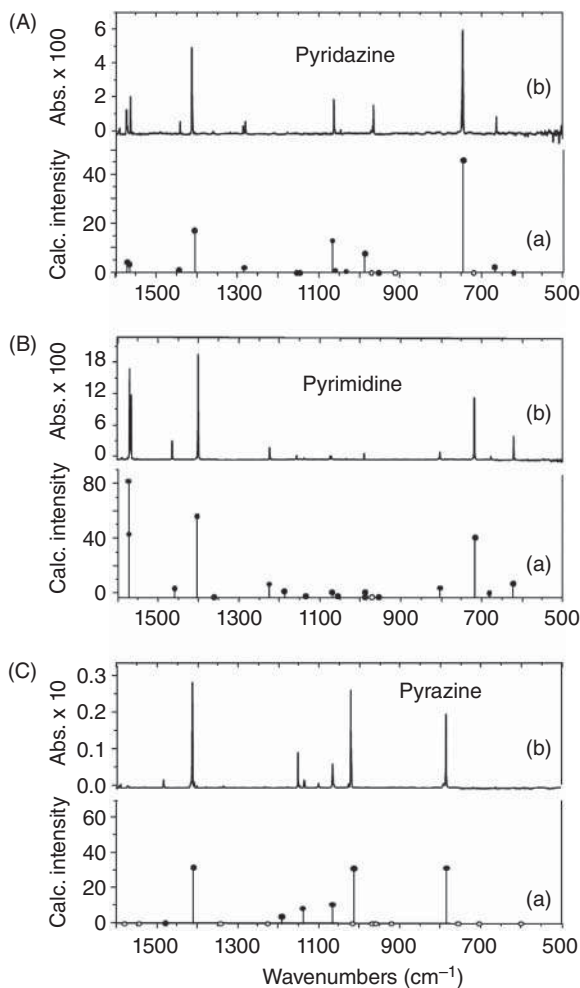 (A)
Pyridazine
(b)
Abs. x 100
6
4
2
0
(a)
Calc. intensity
40
20
0
1500 1300 1100 900 700 500
(B)
Pyrimidine
(b)
Abs. x 100
18
12
6
0
(a)
Calc. intensity
80
40
0
1500 1300 1100 900 700 500
(C)
Pyrazine
(b)
Abs. x 10
0.3
0.2
0.1
0.0
(a)
Calc. intensity
60
40
20
0
1500 1300 1100 900 700 500
Wavenumbers (cm⁻¹)